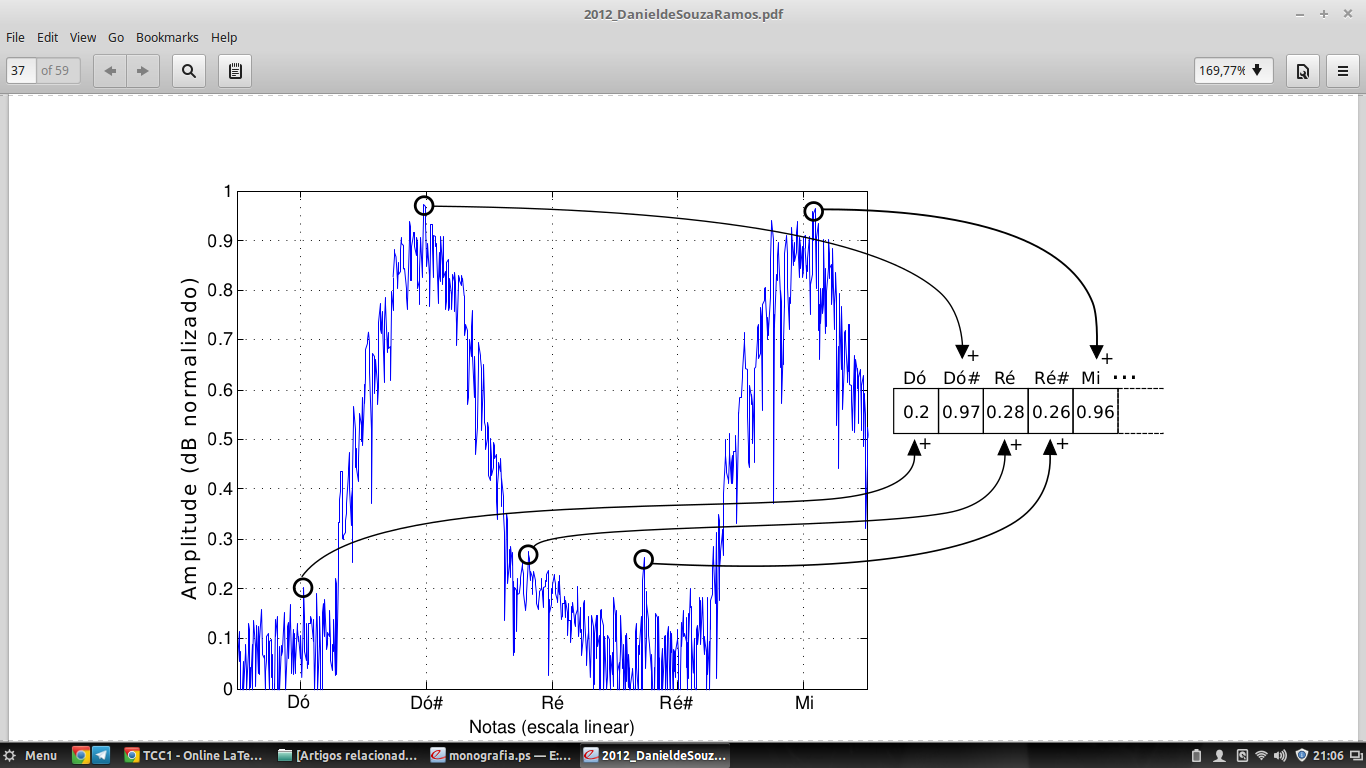 2012_DanieldeSouzaRamos.pdf
File Edit View Go Bookmarks Help
37 of 59 169,77%
1
0.9
0.8
0.7
0.6
0.5
0.4
0.3
0.2
0.1
0
Amplitude (dB normalizado)
Dó Dó# Ré Ré# Mi
Notas (escala linear)
+ +
Dó Dó# Ré Ré# Mi ...
0.2 0.97 0.28 0.26 0.96
+ + +
Menu TCC1 - Online LaTe... [Artigos relacionad... monografia.ps — E:... 2012_DanieldeSouz... 21:06